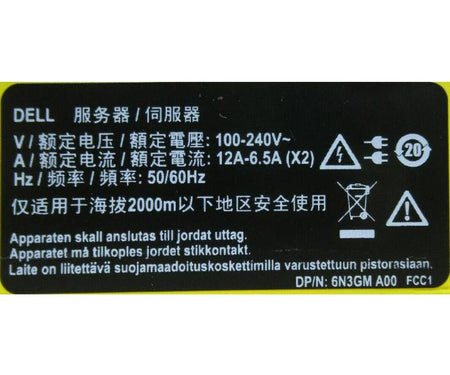 DELL 服务器 / 伺服器
V / 额定电压 / 額定電壓: 100-240V~
A / 额定电流 / 額定電流: 12A-6.5A (X2)
Hz / 频率 / 頻率: 50/60Hz
20
仅适用于海拔2000m以下地区安全使用
Apparaten skall anslutas till jordat uttag.
Apparatet må tilkoples jordet stikkontakt.
Laite on liitettävä suojamaadoituskoskettimilla varustettuun pistorasiaan.
DP/N: 6N3GM A00 FCC1